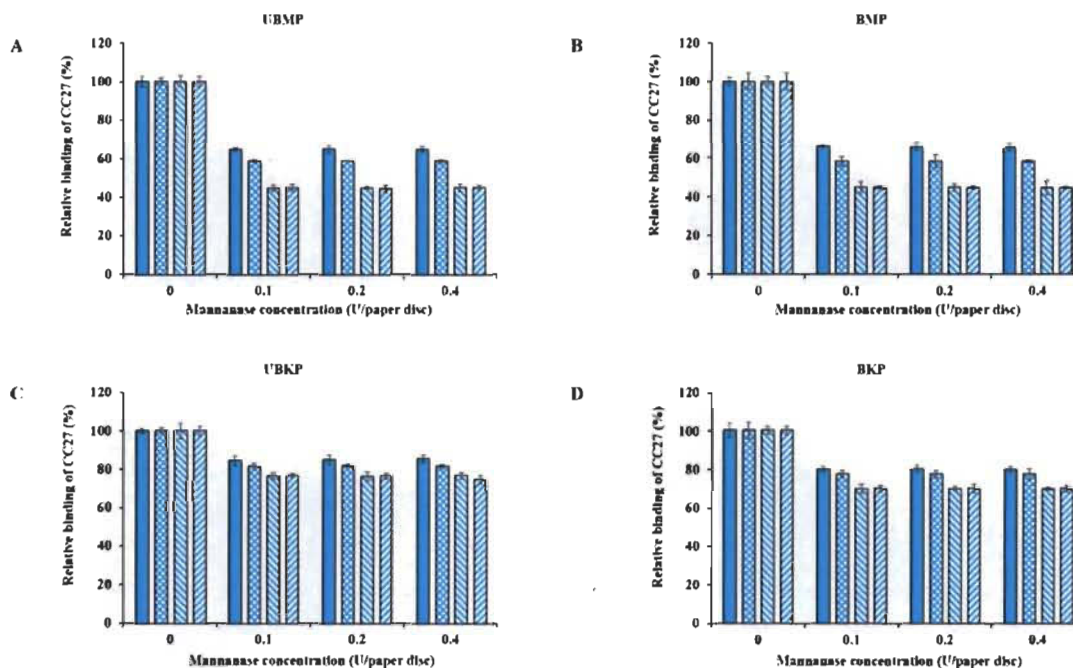 UBMP
A
120
100
80
60
40
20
0
Relative binding of CC27 (%)
0 0.1 0.2 0.4
Mannanase concentration (U/paper disc)
BMP
B
120
100
80
60
40
20
0
Relative binding of CC27 (%)
0 0.1 0.2 0.4
Mannanase concentration (U/paper disc)
UBKP
C
120
100
80
60
40
20
0
Relative binding of CC27 (%)
0 0.1 0.2 0.4
Mannanase concentration (U/paper disc)
BKP
D
120
100
80
60
40
20
0
Relative binding of CC27 (%)
0 0.1 0.2 0.4
Mannanase concentration (U/paper disc)